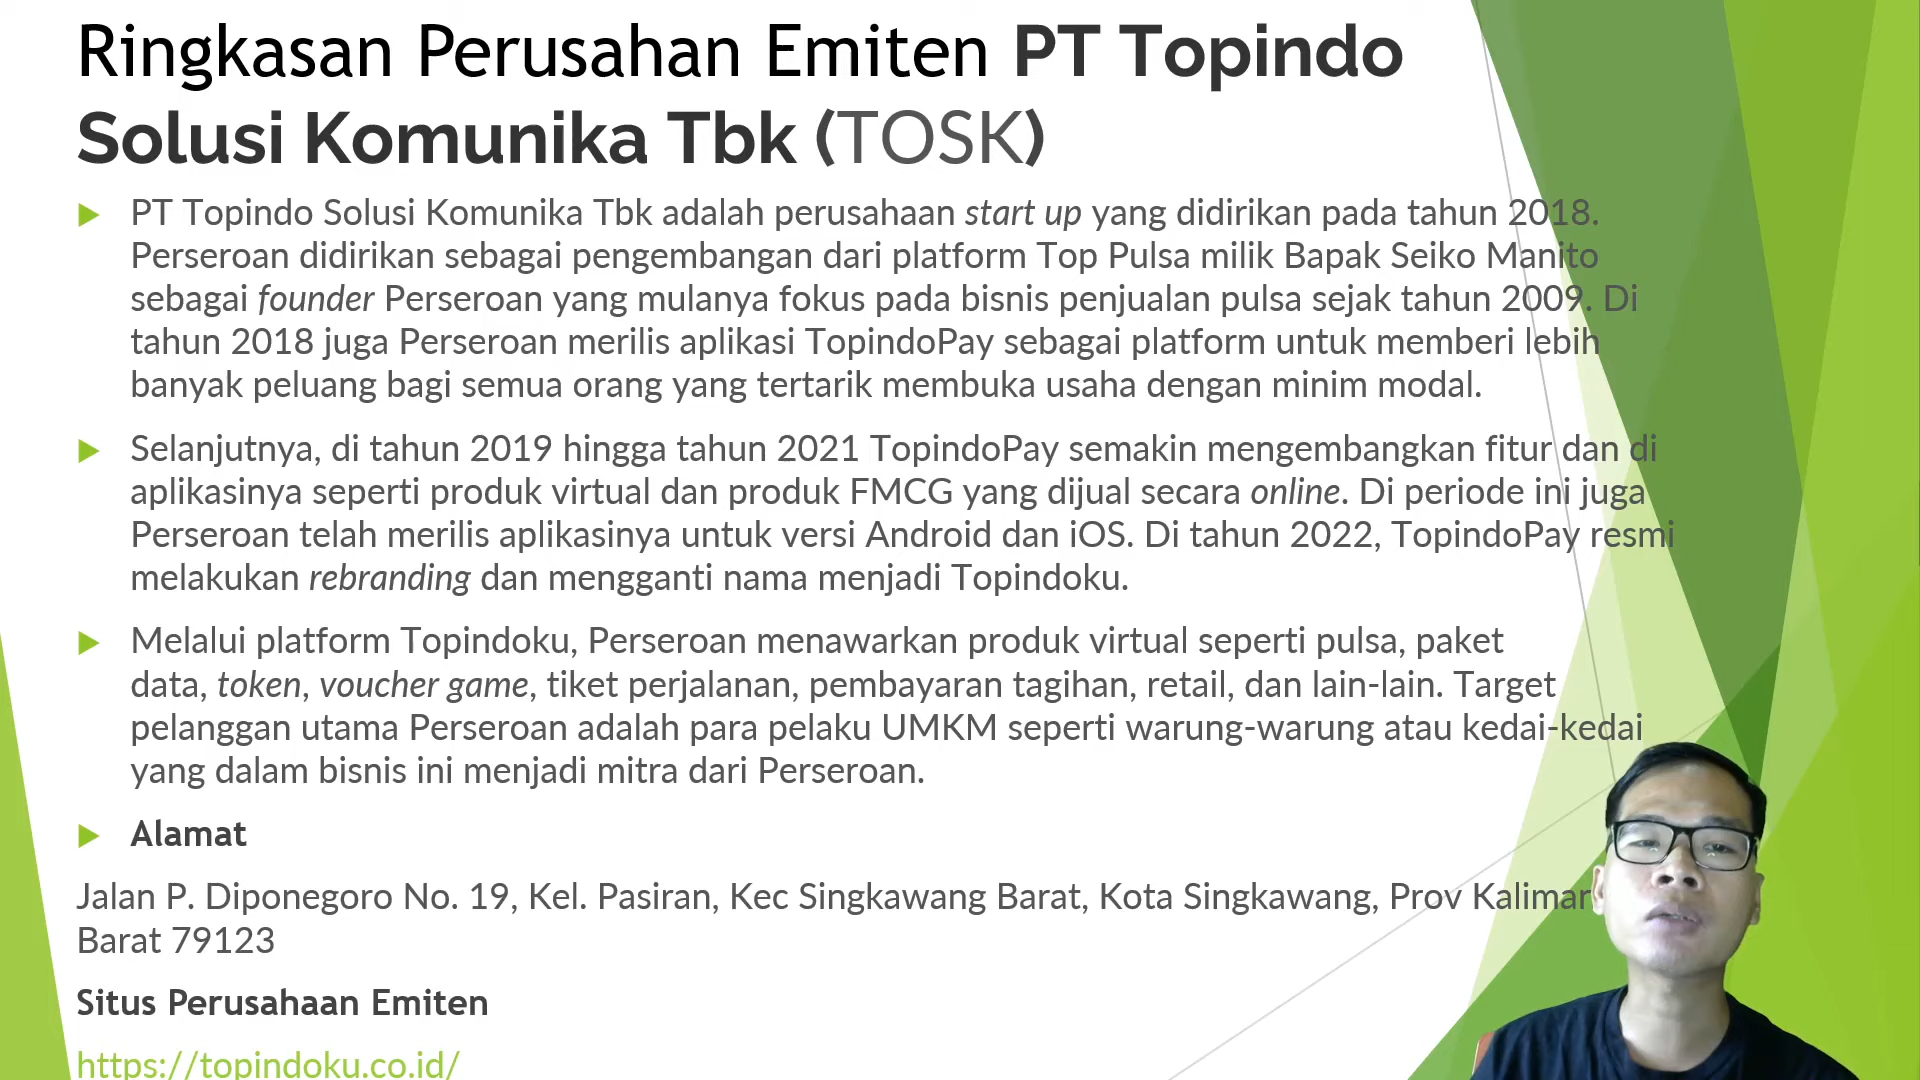 Ringkasan Perusahan Emiten PT Topindo
Solusi Komunika Tbk (TOSK)
PT Topindo Solusi Komunika Tbk adalah perusahaan start up yang didirikan pada tahun 2018.
Perseroan didirikan sebagai pengembangan dari platform Top Pulsa milik Bapak Seiko Manito
sebagai founder Perseroan yang mulanya fokus pada bisnis penjualan pulsa sejak tahun 2009. Di
tahun 2018 juga Perseroan merilis aplikasi TopindoPay sebagai platform untuk memberi lebih
banyak peluang bagi semua orang yang tertarik membuka usaha dengan minim modal.
Selanjutnya, di tahun 2019 hingga tahun 2021 TopindoPay semakin mengembangkan fitur dan di
aplikasinya seperti produk virtual dan produk FMCG yang dijual secara online. Di periode ini juga
Perseroan telah merilis aplikasinya untuk versi Android dan iOS. Di tahun 2022, TopindoPay resmi
melakukan rebranding dan mengganti nama menjadi Topindoku.
Melalui platform Topindoku, Perseroan menawarkan produk virtual seperti pulsa, paket
data, token, voucher game, tiket perjalanan, pembayaran tagihan, retail, dan lain-lain. Target
pelanggan utama Perseroan adalah para pelaku UMKM seperti warung-warung atau kedai-kedai
yang dalam bisnis ini menjadi mitra dari Perseroan.
Alamat
Jalan P. Diponegoro No. 19, Kel. Pasiran, Kec Singkawang Barat, Kota Singkawang, Prov
Barat 79123
Situs Perusahaan Emiten
https://topindoku.co.id/